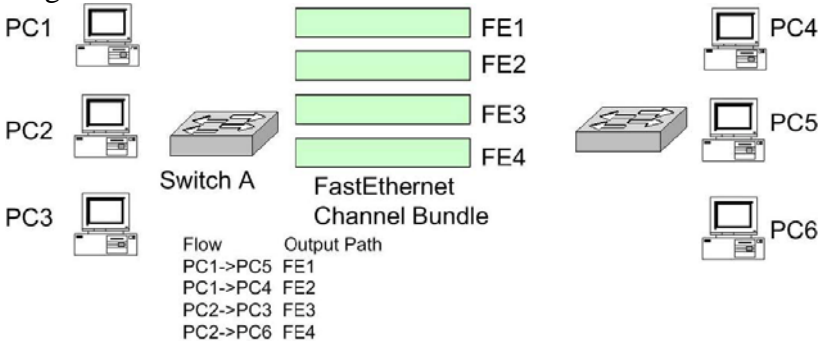 PC1
FE1
PC4
FE2
PC2
FE3
PC5
FE4
Switch A
FastEthernet
Channel Bundle
PC3
PC6
Flow Output Path
PC1->PC5 FE1
PC1->PC4 FE2
PC2->PC3 FE3
PC2->PC6 FE4